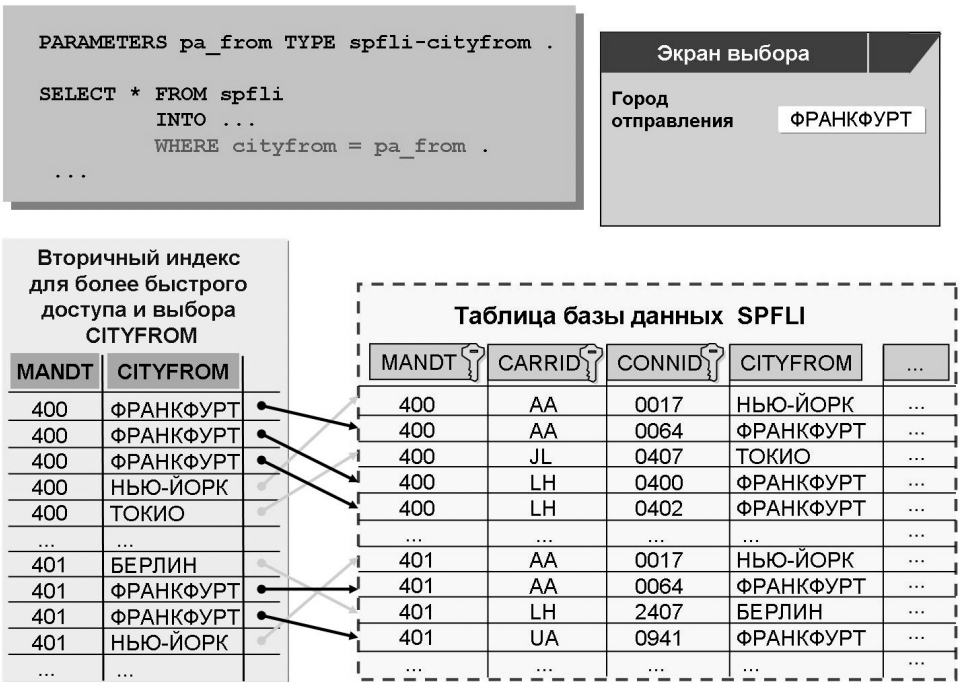 PARAMETERS pa_from TYPE spfli-cityfrom .
SELECT * FROM spfli
INTO ...
WHERE cityfrom = pa_from .
...
Экран выбора
Город
отправления ФРАНКФУРТ
Вторичный индекс
для более быстрого
доступа и выбора
CITYFROM
MANDT CITYFROM
400 ФРАНКФУРТ
400 ФРАНКФУРТ
400 ФРАНКФУРТ
400 НЬЮ-ЙОРК
400 ТОКИО
... ...
401 БЕРЛИН
401 ФРАНКФУРТ
401 ФРАНКФУРТ
401 НЬЮ-ЙОРК
... ...
Таблица базы данных SPFLI
MANDT CARRID CONNID CITYFROM ...
400 AA 0017 НЬЮ-ЙОРК ...
400 AA 0064 ФРАНКФУРТ ...
400 JL 0407 ТОКИО ...
400 LH 0400 ФРАНКФУРТ ...
400 LH 0402 ФРАНКФУРТ ...
... ... ... ... ...
401 AA 0017 НЬЮ-ЙОРК ...
401 AA 0064 ФРАНКФУРТ ...
401 LH 2407 БЕРЛИН ...
401 UA 0941 ФРАНКФУРТ ...
... ... ... ... ...